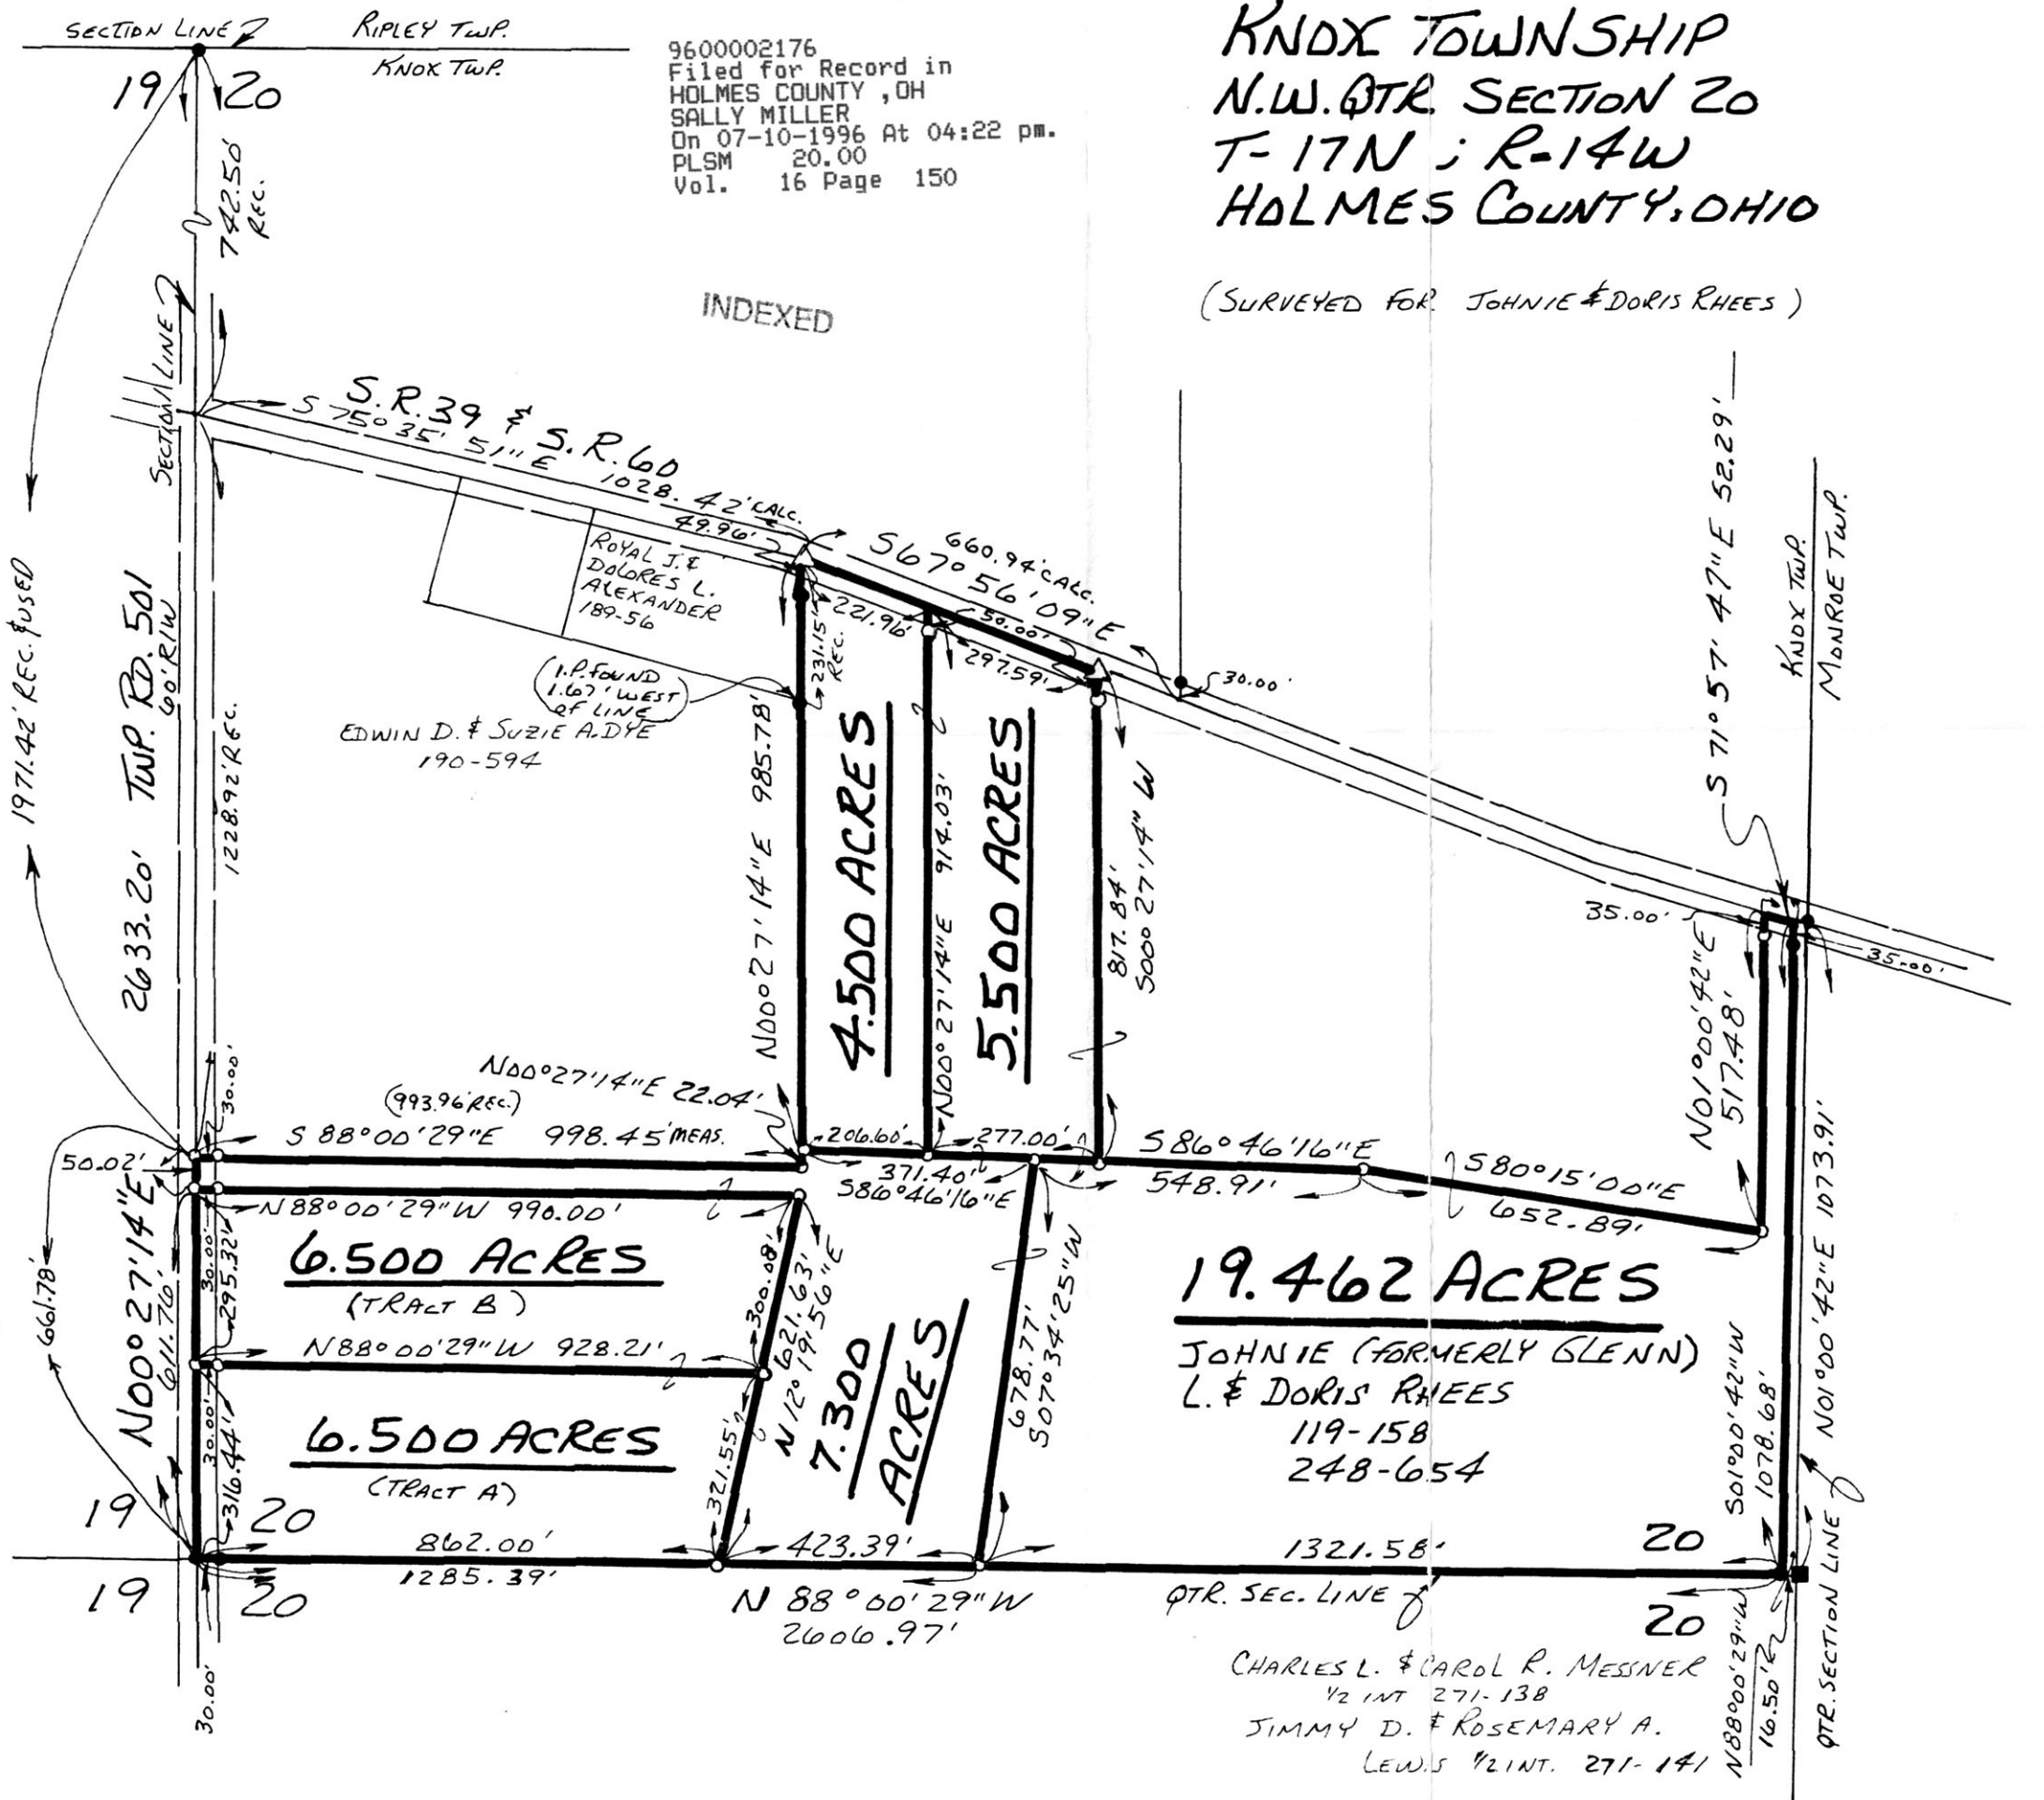 SECTION LINE
RIPLEY TWP.
KNOX TWP.
19
20
742.50'
REC.
9600002176
Filed for Record in
HOLMES COUNTY ,OH
SALLY MILLER
On 07-10-1996 At 04:22 pm.
PLSM 20.00
Vol. 16 Page 150
KNOX TOWNSHIP
N.W. QTR SECTION 20
T-17N ; R-14W
HOLMES COUNTY, OHIO
(SURVEYED FOR JOHNIE & DORIS RHEES)
INDEXED
SECTION LINE
S.R. 39 & S.R. 60
S 75° 35' 51" E
1028.42' CALC.
49.96'
ROYAL J. &
DOLORES L.
ALEXANDER
189-56
221.96'
231.15'
REC.
660.94' CALC.
S 67° 56' 09" E
50.00'
297.59'
30.00'
(I.P. FOUND
1.67' WEST
of LINE)
EDWIN D. & SUZIE A. DYE
190-594
1971.42' REC. & USED
2633.20'
TWP. RD. 501
60' R/W
1228.92' REC.
N00°27'14"E 985.78'
4.500 ACRES
N00°27'14"E 914.03'
5.500 ACRES
817.84'
S00°27'14" W
S 71° 57' 47" E 52.29'
KNOX TWP.
MONROE TWP.
35.00'
35.00'
N01°00'42"E
517.48'
N01°00'42"E 1073.91'
30.00'
N00°27'14"E 22.04'
(993.96' REC.)
S 88°00'29"E 998.45' MEAS.
206.60'
277.00'
371.40'
S86°46'16"E
S 86°46'16"E
548.91'
S 80°15'00"E
652.89'
50.02'
N 88°00'29"W 990.00'
6.500 ACRES
(TRACT B)
30.00'
295.32'
661.78'
N00°27'14"E
611.76'
300.08'
621.63'
N 12°19'56"E
N88°00'29"W 928.21'
6.500 ACRES
(TRACT A)
30.00'
316.44'
321.55'
7.300
ACRES
678.77'
S07°34'25"W
19.462 ACRES
JOHNIE (FORMERLY GLENN)
L. & DORIS RHEES
119-158
248-654
S01°00'42"W
1078.68'
QTR. SECTION LINE
19
20
862.00'
423.39'
1321.58'
20
19
20
1285.39'
N 88°00'29"W
2606.97'
QTR. SEC. LINE
20
30.00'
N88°00'29"W
16.50'
CHARLES L. & CAROL R. MESSNER
1/2 INT 271-138
JIMMY D. & ROSEMARY A.
LEWIS 1/2 INT. 271-141